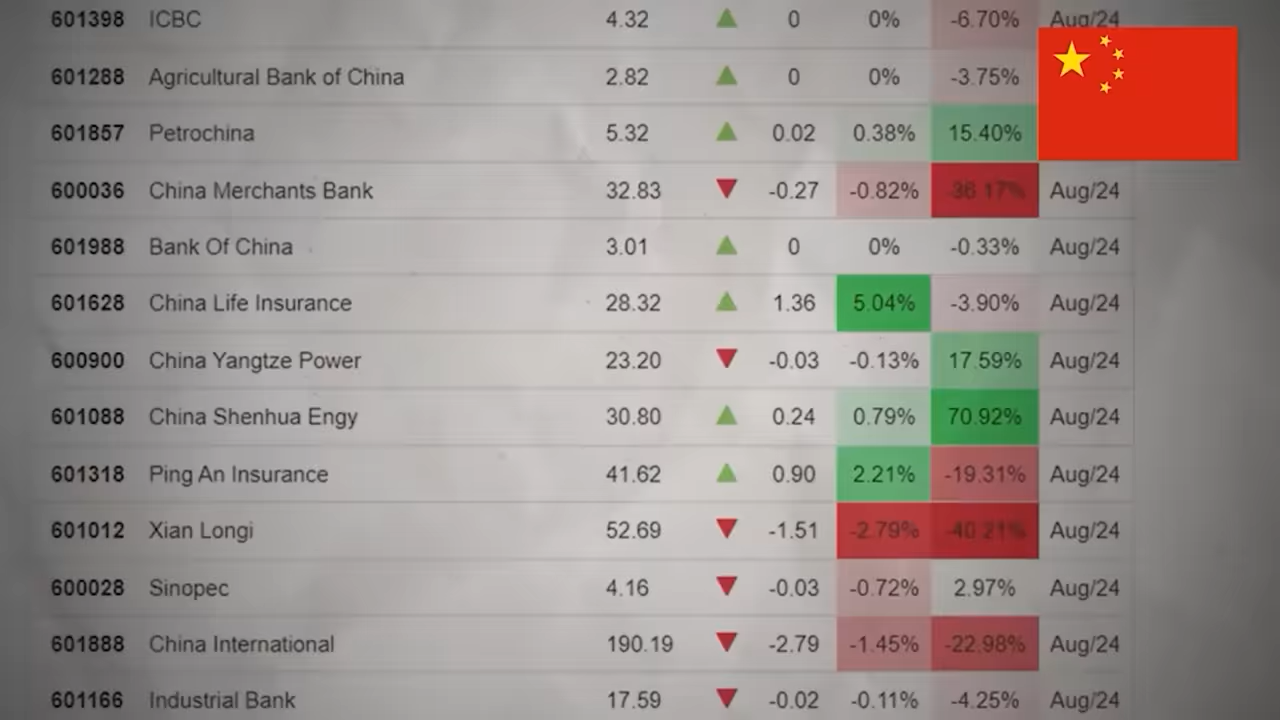 601398 ICBC 4.32 ▲ 0 0% -6.70% Aug/24
601288 Agricultural Bank of China 2.82 ▲ 0 0% -3.75%
601857 Petrochina 5.32 ▲ 0.02 0.38% 15.40%
600036 China Merchants Bank 32.83 ▼ -0.27 -0.82% -36.17% Aug/24
601988 Bank Of China 3.01 ▲ 0 0% -0.33% Aug/24
601628 China Life Insurance 28.32 ▲ 1.36 5.04% -3.90% Aug/24
600900 China Yangtze Power 23.20 ▼ -0.03 -0.13% 17.59% Aug/24
601088 China Shenhua Engy 30.80 ▲ 0.24 0.79% 70.92% Aug/24
601318 Ping An Insurance 41.62 ▲ 0.90 2.21% -19.31% Aug/24
601012 Xian Longi 52.69 ▼ -1.51 -2.79% -40.21% Aug/24
600028 Sinopec 4.16 ▼ -0.03 -0.72% 2.97% Aug/24
601888 China International 190.19 ▼ -2.79 -1.45% -22.98% Aug/24
601166 Industrial Bank 17.59 ▼ -0.02 -0.11% -4.25% Aug/24